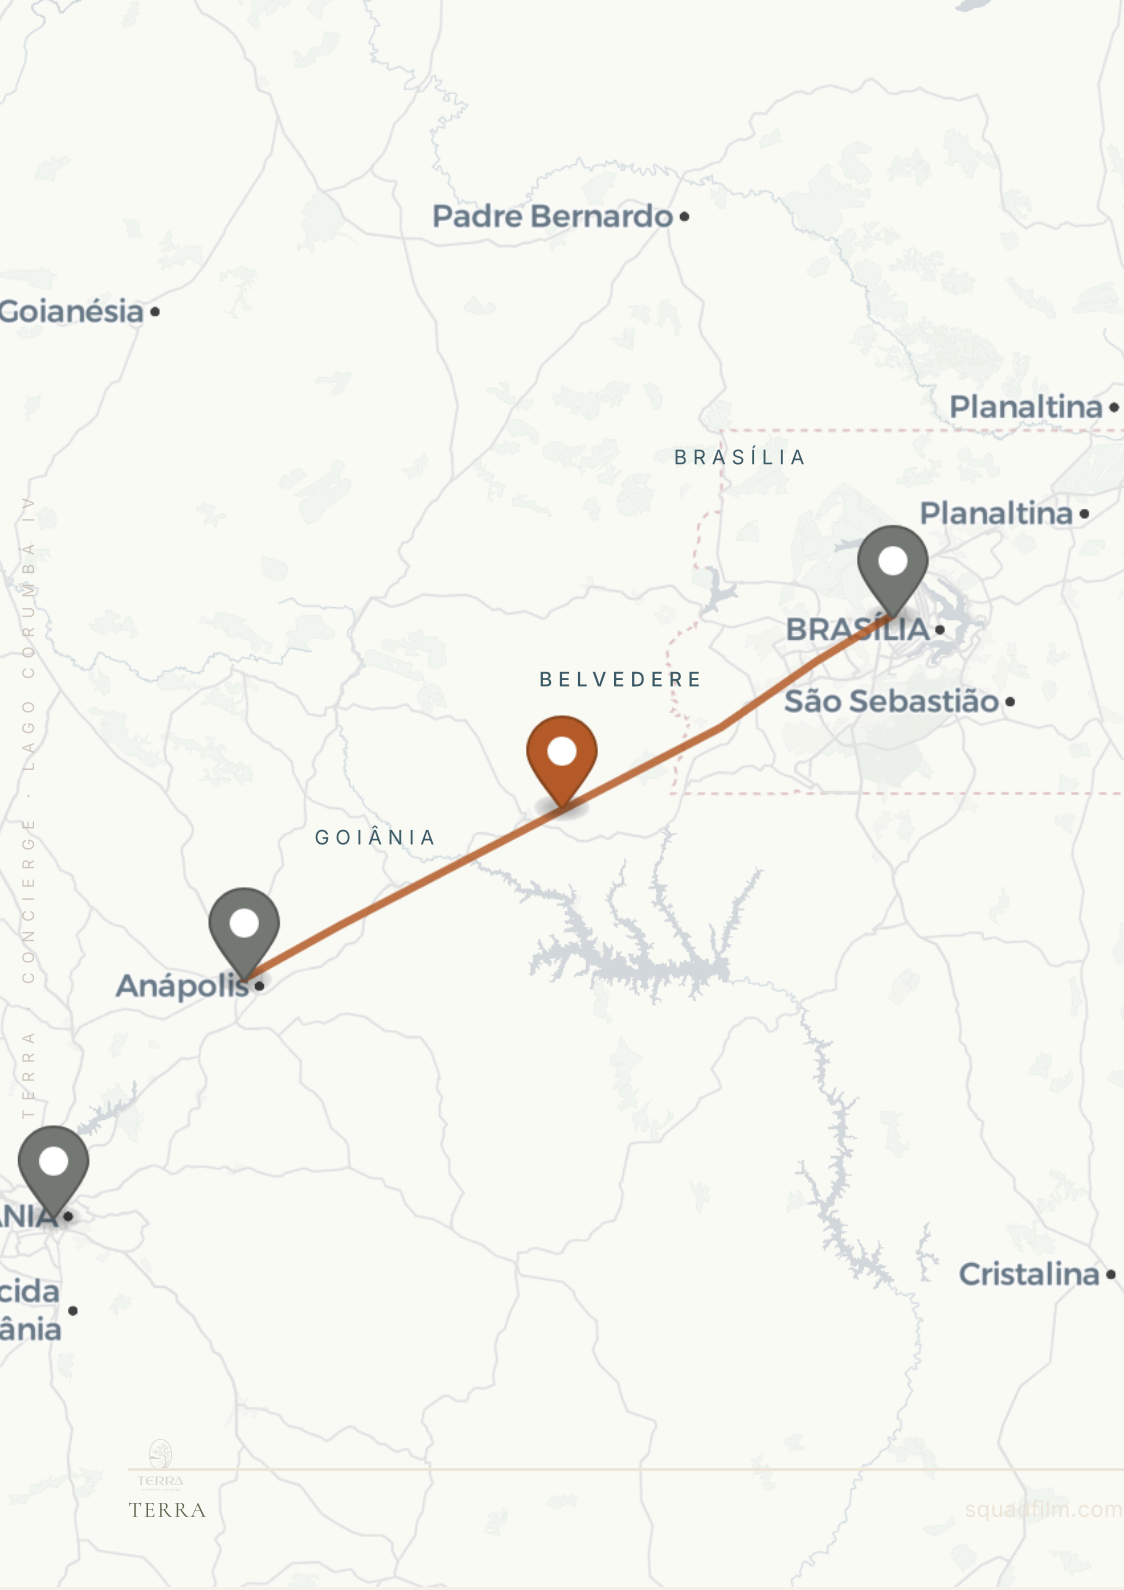 Padre Bernardo
Goianésia
Planaltina
BRASÍLIA
Planaltina
BRASÍLIA
BELVEDERE
São Sebastião
GOIÂNIA
Anápolis
TERRA · CONCIERGE · LAGO CORUMBÁ IV
ÂNIA
cida
ânia
Cristalina
TERRA
TERRA
squadfilm.com